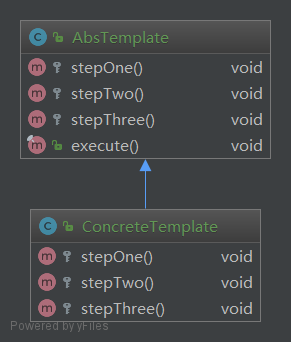 C AbsTemplate
m stepOne() void
m stepTwo() void
m stepThree() void
m execute() void
C ConcreteTemplate
m stepOne() void
m stepTwo() void
m stepThree() void
Powered by yFiles